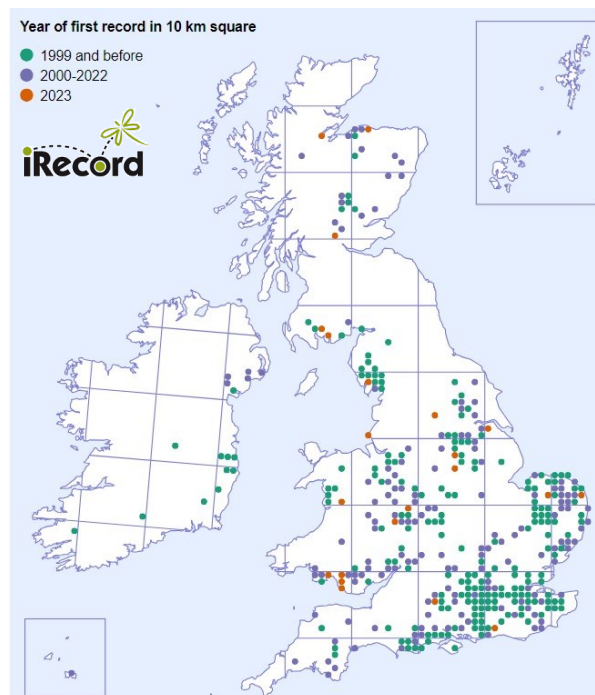 Year of first record in 10 km square
1999 and before
2000-2022
2023
iRecord